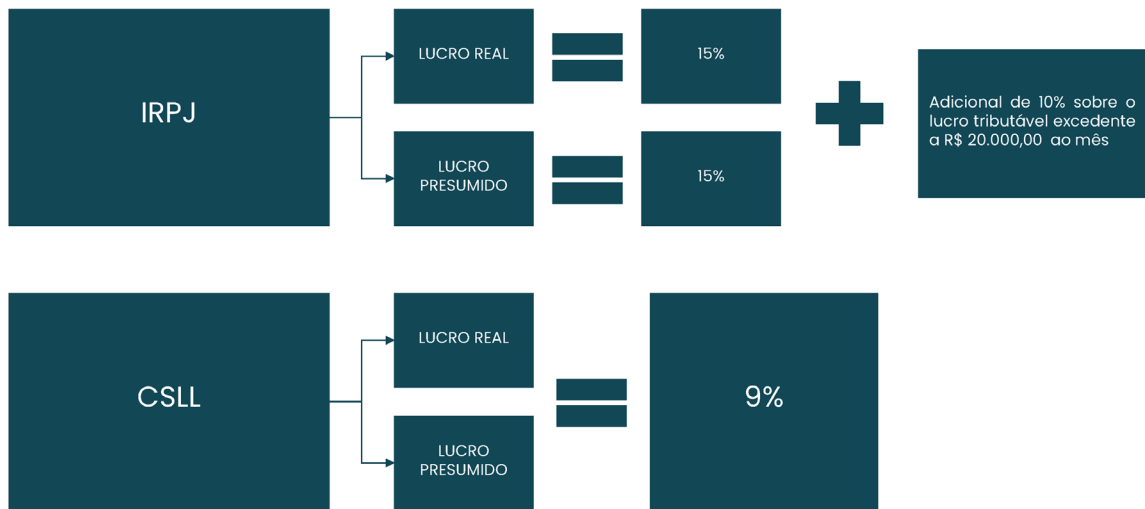 IRPJ
LUCRO REAL
15%
LUCRO
PRESUMIDO
15%
Adicional de 10% sobre o
lucro tributável excedente
a R$ 20.000,00 ao mês
CSLL
LUCRO REAL
LUCRO
PRESUMIDO
9%